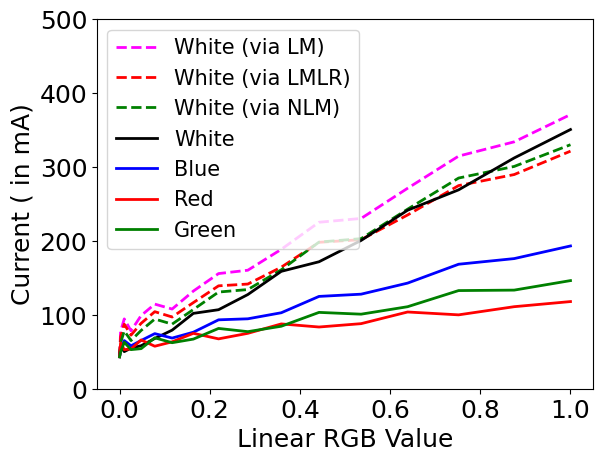 500
400
300
200
100
0
Current ( in mA)
White (via LM)
White (via LMLR)
White (via NLM)
White
Blue
Red
Green
0.0 0.2 0.4 0.6 0.8 1.0
Linear RGB Value